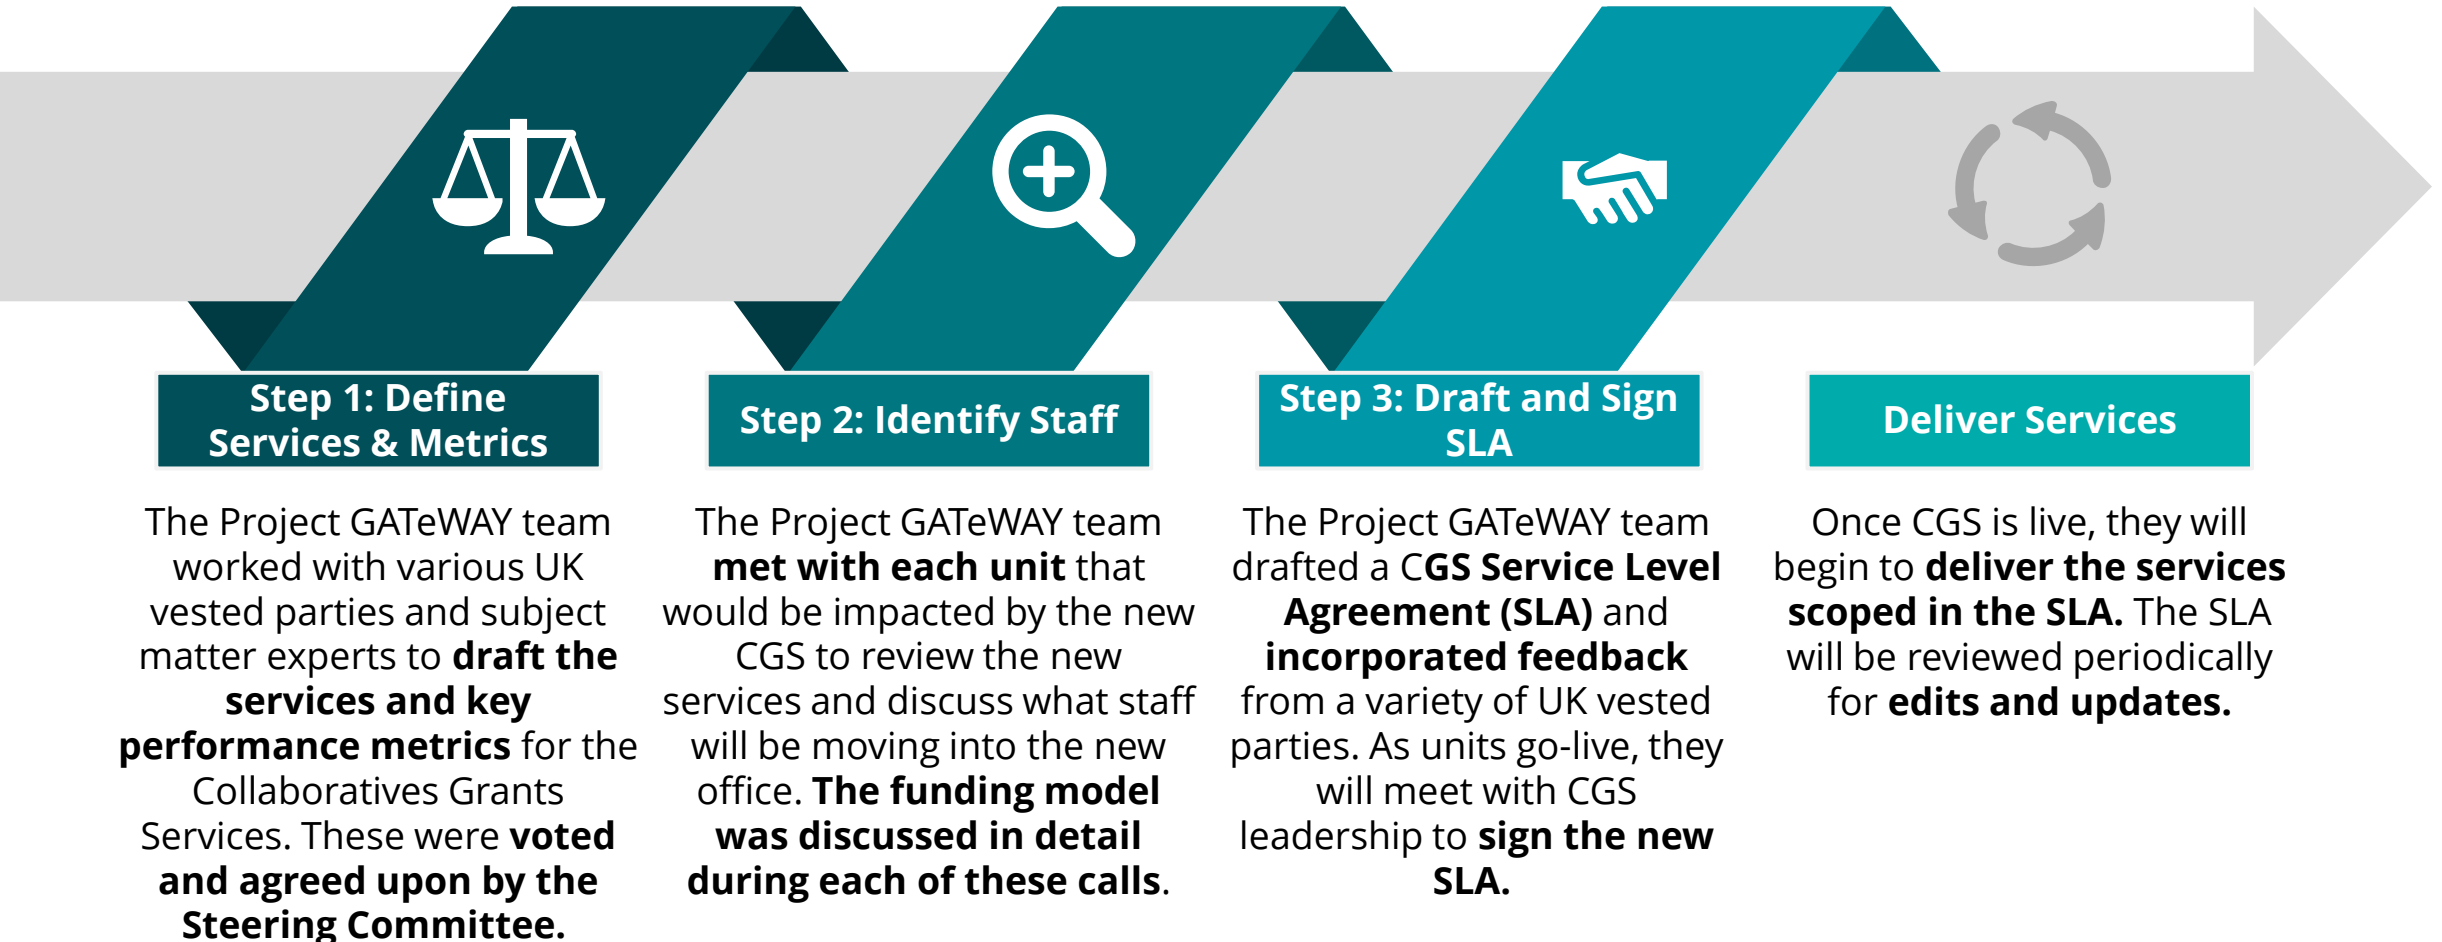 Step 1: Define
Services & Metrics
The Project GATeWAY team
worked with various UK
vested parties and subject
matter experts to draft the
services and key
performance metrics for the
Collaboratives Grants
Services. These were voted
and agreed upon by the
Steering Committee.
Step 2: Identify Staff
The Project GATeWAY team
met with each unit that
would be impacted by the new
CGS to review the new
services and discuss what staff
will be moving into the new
office. The funding model
was discussed in detail
during each of these calls.
Step 3: Draft and Sign
SLA
The Project GATeWAY team
drafted a CGS Service Level
Agreement (SLA) and
incorporated feedback
from a variety of UK vested
parties. As units go-live, they
will meet with CGS
leadership to sign the new
SLA.
Deliver Services
Once CGS is live, they will
begin to deliver the services
scoped in the SLA. The SLA
will be reviewed periodically
for edits and updates.